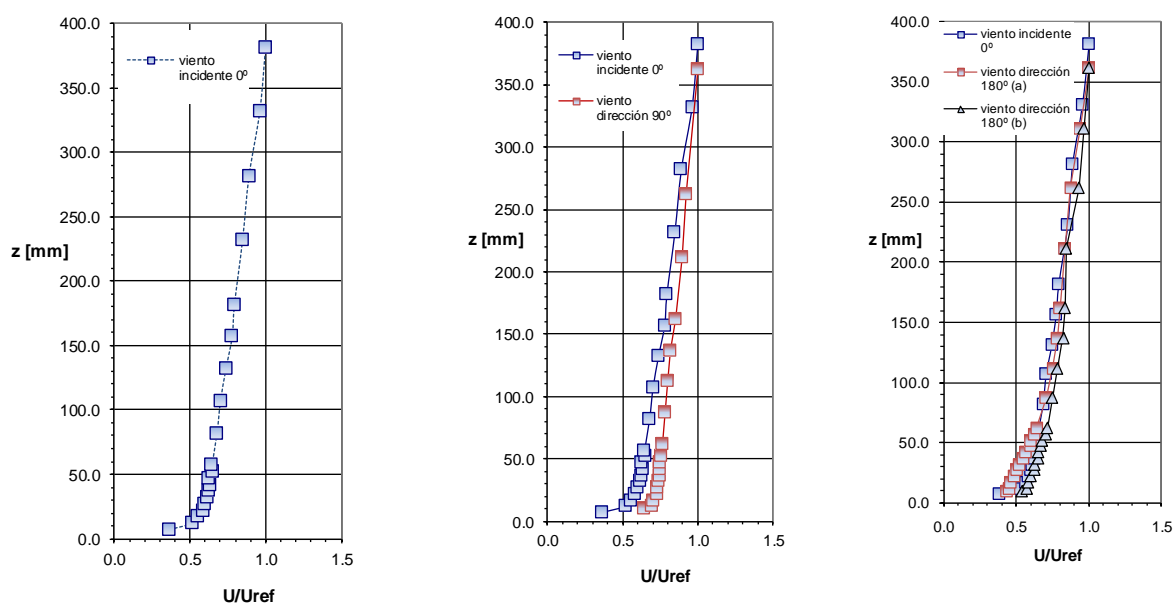 400.0
350.0
300.0
250.0
200.0
150.0
100.0
50.0
0.0
z [mm]
viento
incidente 0º
0.0 0.5 1.0 1.5
U/Uref
400.0
350.0
300.0
250.0
200.0
150.0
100.0
50.0
0.0
z [mm]
viento
incidente 0º
viento
dirección 90º
0.0 0.5 1.0 1.5
U/Uref
400.0
350.0
300.0
250.0
200.0
150.0
100.0
50.0
0.0
z [mm]
viento incidente
0º
viento dirección
180º (a)
viento dirección
180º (b)
0.0 0.5 1.0 1.5
U/Uref